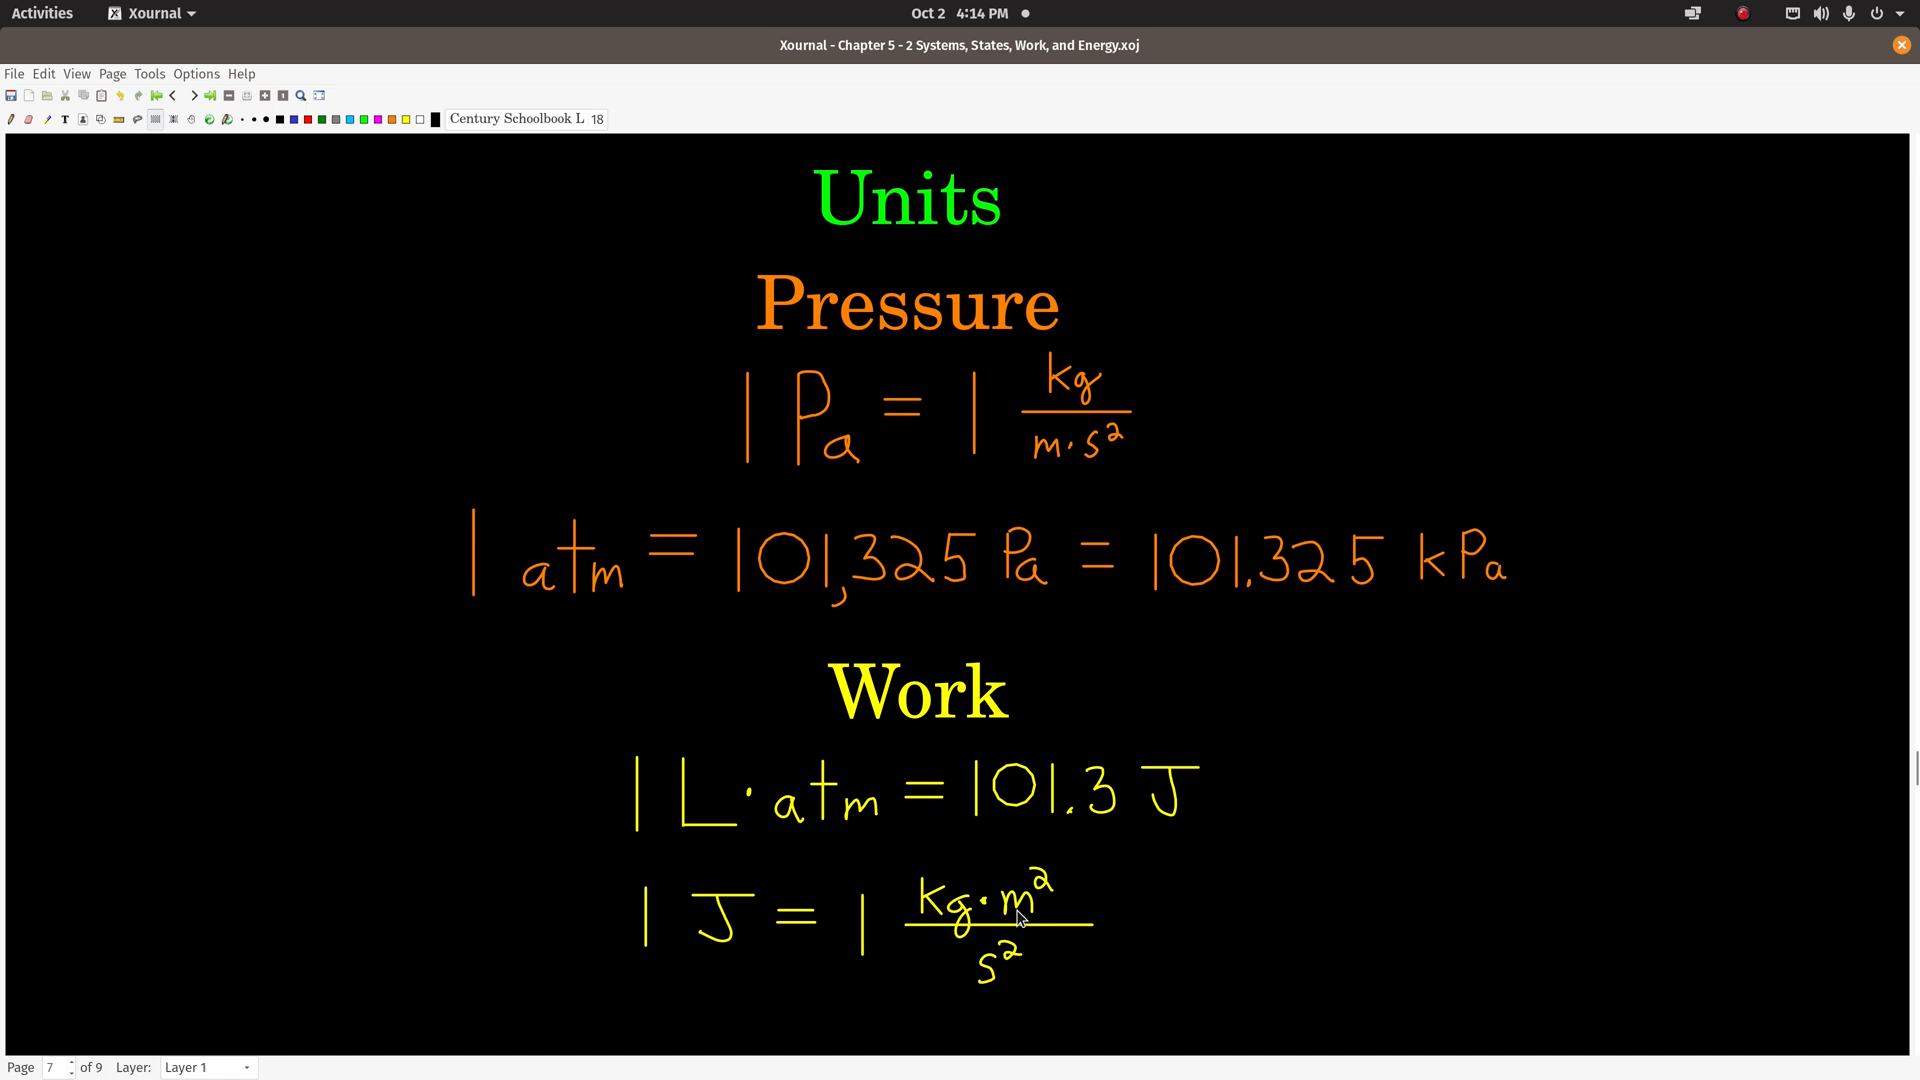 Activities Xournal Oct 2 4:14 PM
Xournal - Chapter 5 - 2 Systems, States, Work, and Energy.xoj
File Edit View Page Tools Options Help
Century Schoolbook L 18
Units
Pressure
1 Pa = 1 kg / m·s²
1 atm = 101,325 Pa = 101.325 kPa
Work
1 L·atm = 101.3 J
1 J = 1 kg·m² / s²
Page 7 of 9 Layer: Layer 1